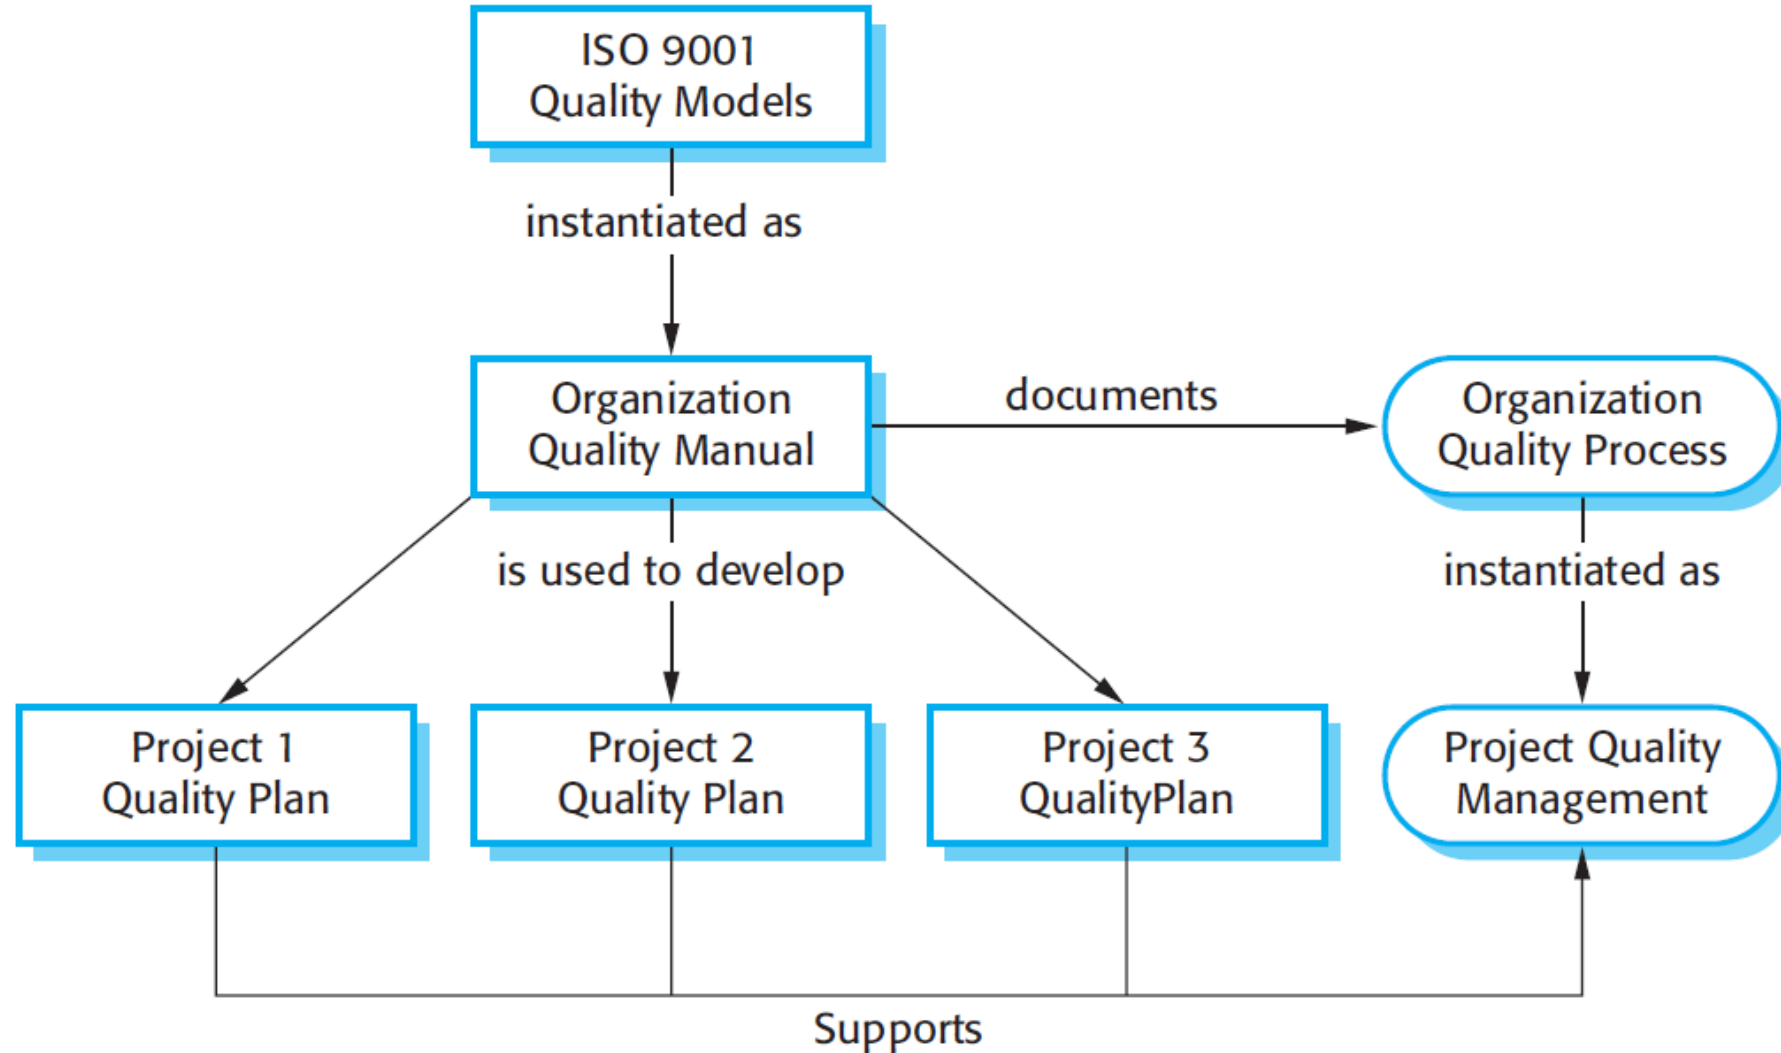 ISO 9001
Quality Models
instantiated as
Organization
Quality Manual
documents
Organization
Quality Process
is used to develop
instantiated as
Project 1
Quality Plan
Project 2
Quality Plan
Project 3
QualityPlan
Project Quality
Management
Supports